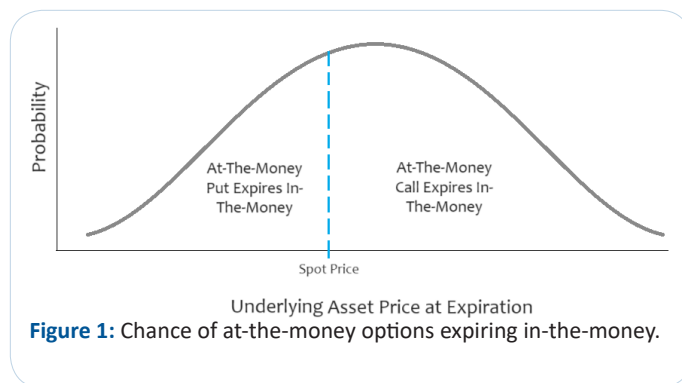 Probability
At-The-Money
Put Expires In-
The-Money
At-The-Money
Call Expires In-
The-Money
Spot Price
Underlying Asset Price at Expiration
Figure 1: Chance of at-the-money options expiring in-the-money.